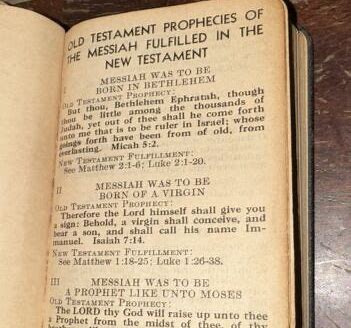 OLD TESTAMENT PROPHECIES OF
THE MESSIAH FULFILLED IN THE
NEW TESTAMENT
I MESSIAH WAS TO BE
BORN IN BETHLEHEM
OLD TESTAMENT PROPHECY:
But thou, Bethlehem Ephratah, though
thou be little among the thousands of
Judah, yet out of thee shall he come forth
unto me that is to be ruler in Israel; whose
goings forth have been from of old, from
everlasting. Micah 5:2.
NEW TESTAMENT FULFILLMENT:
See Matthew 2:1-6; Luke 2:1-20.
II MESSIAH WAS TO BE
BORN OF A VIRGIN
OLD TESTAMENT PROPHECY:
Therefore the Lord himself shall give you
a sign: Behold, a virgin shall conceive, and
bear a son, and shall call his name Im-
manuel. Isaiah 7:14.
NEW TESTAMENT FULFILLMENT:
See Matthew 1:18-25; Luke 1:26-38.
III MESSIAH WAS TO BE
A PROPHET LIKE UNTO MOSES
OLD TESTAMENT PROPHECY:
The LORD thy God will raise up unto thee
a Prophet from the midst of thee, of thy